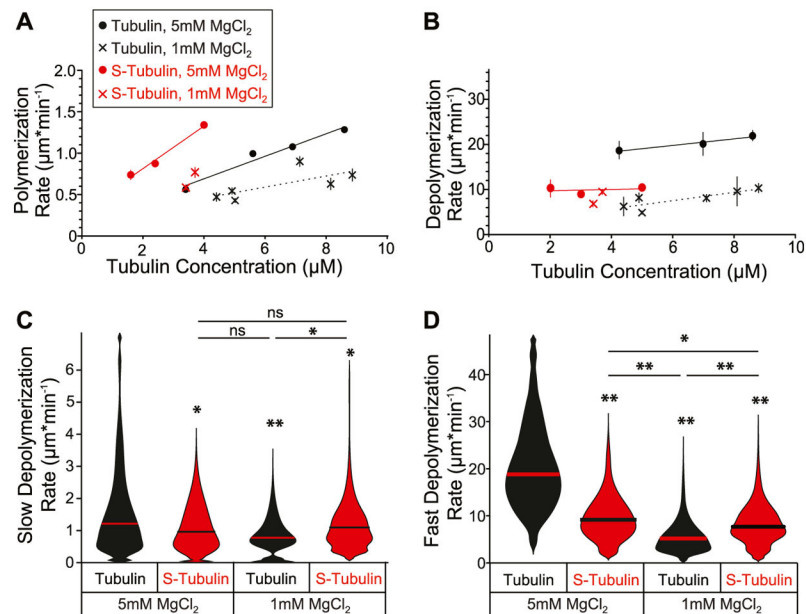 A
Tubulin, 5mM MgCl₂
Tubulin, 1mM MgCl₂
S-Tubulin, 5mM MgCl₂
S-Tubulin, 1mM MgCl₂
Polymerization
Rate (µm*min⁻¹)
2.0
1.5
1.0
0.5
0.0
0 2 4 6 8 10
Tubulin Concentration (µM)
B
Depolymerization
Rate (µm*min⁻¹)
30
20
10
0
0 2 4 6 8 10
Tubulin Concentration (µM)
C
Slow Depolymerization
Rate (µm*min⁻¹)
6
5
4
3
2
1
0
ns
ns *
*
* **
Tubulin S-Tubulin Tubulin S-Tubulin
5mM MgCl₂ 1mM MgCl₂
D
Fast Depolymerization
Rate (µm*min⁻¹)
40
30
20
10
0
*
** **
** ** **
Tubulin S-Tubulin Tubulin S-Tubulin
5mM MgCl₂ 1mM MgCl₂